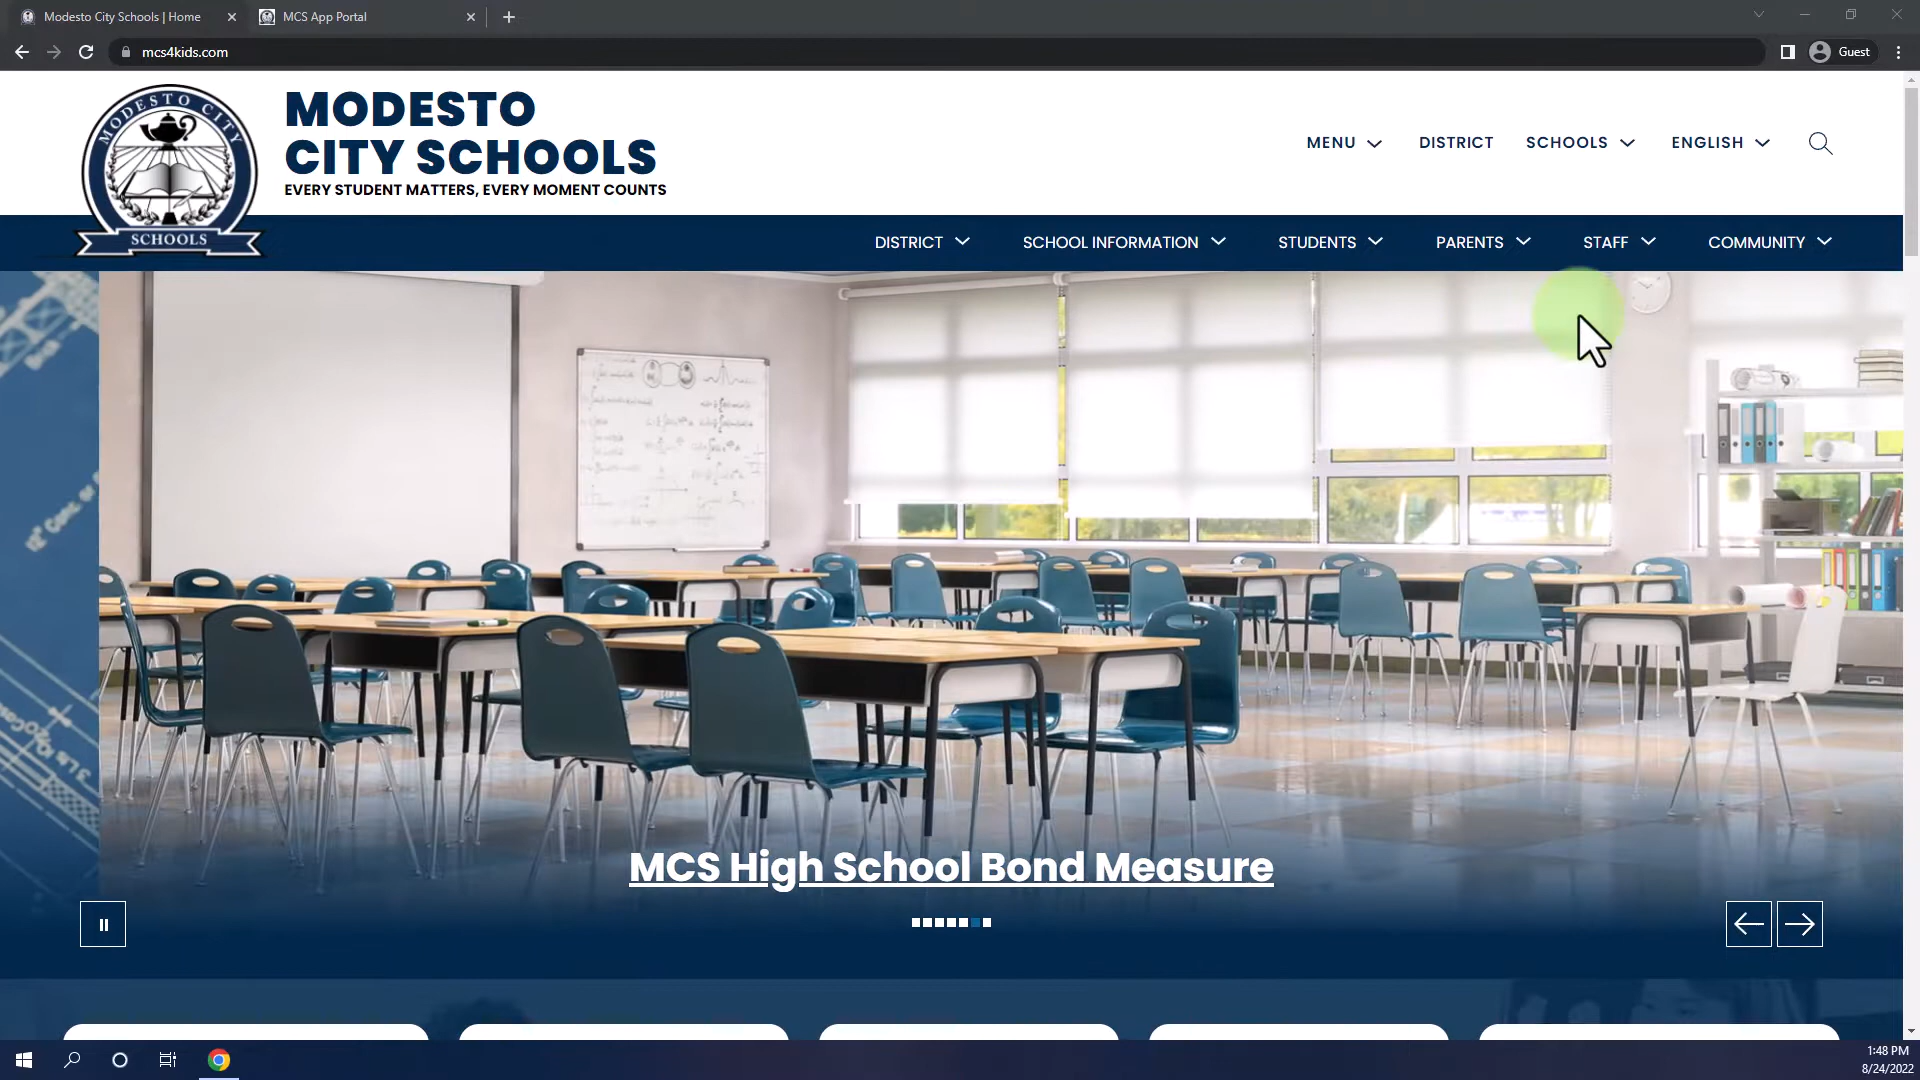 Modesto City Schools | Home
MCS App Portal
mcs4kids.com
Guest
MODESTO CITY
SCHOOLS
MODESTO
CITY SCHOOLS
EVERY STUDENT MATTERS, EVERY MOMENT COUNTS
MENU DISTRICT SCHOOLS ENGLISH
DISTRICT SCHOOL INFORMATION STUDENTS PARENTS STAFF COMMUNITY
MCS High School Bond Measure
1:48 PM
8/24/2022